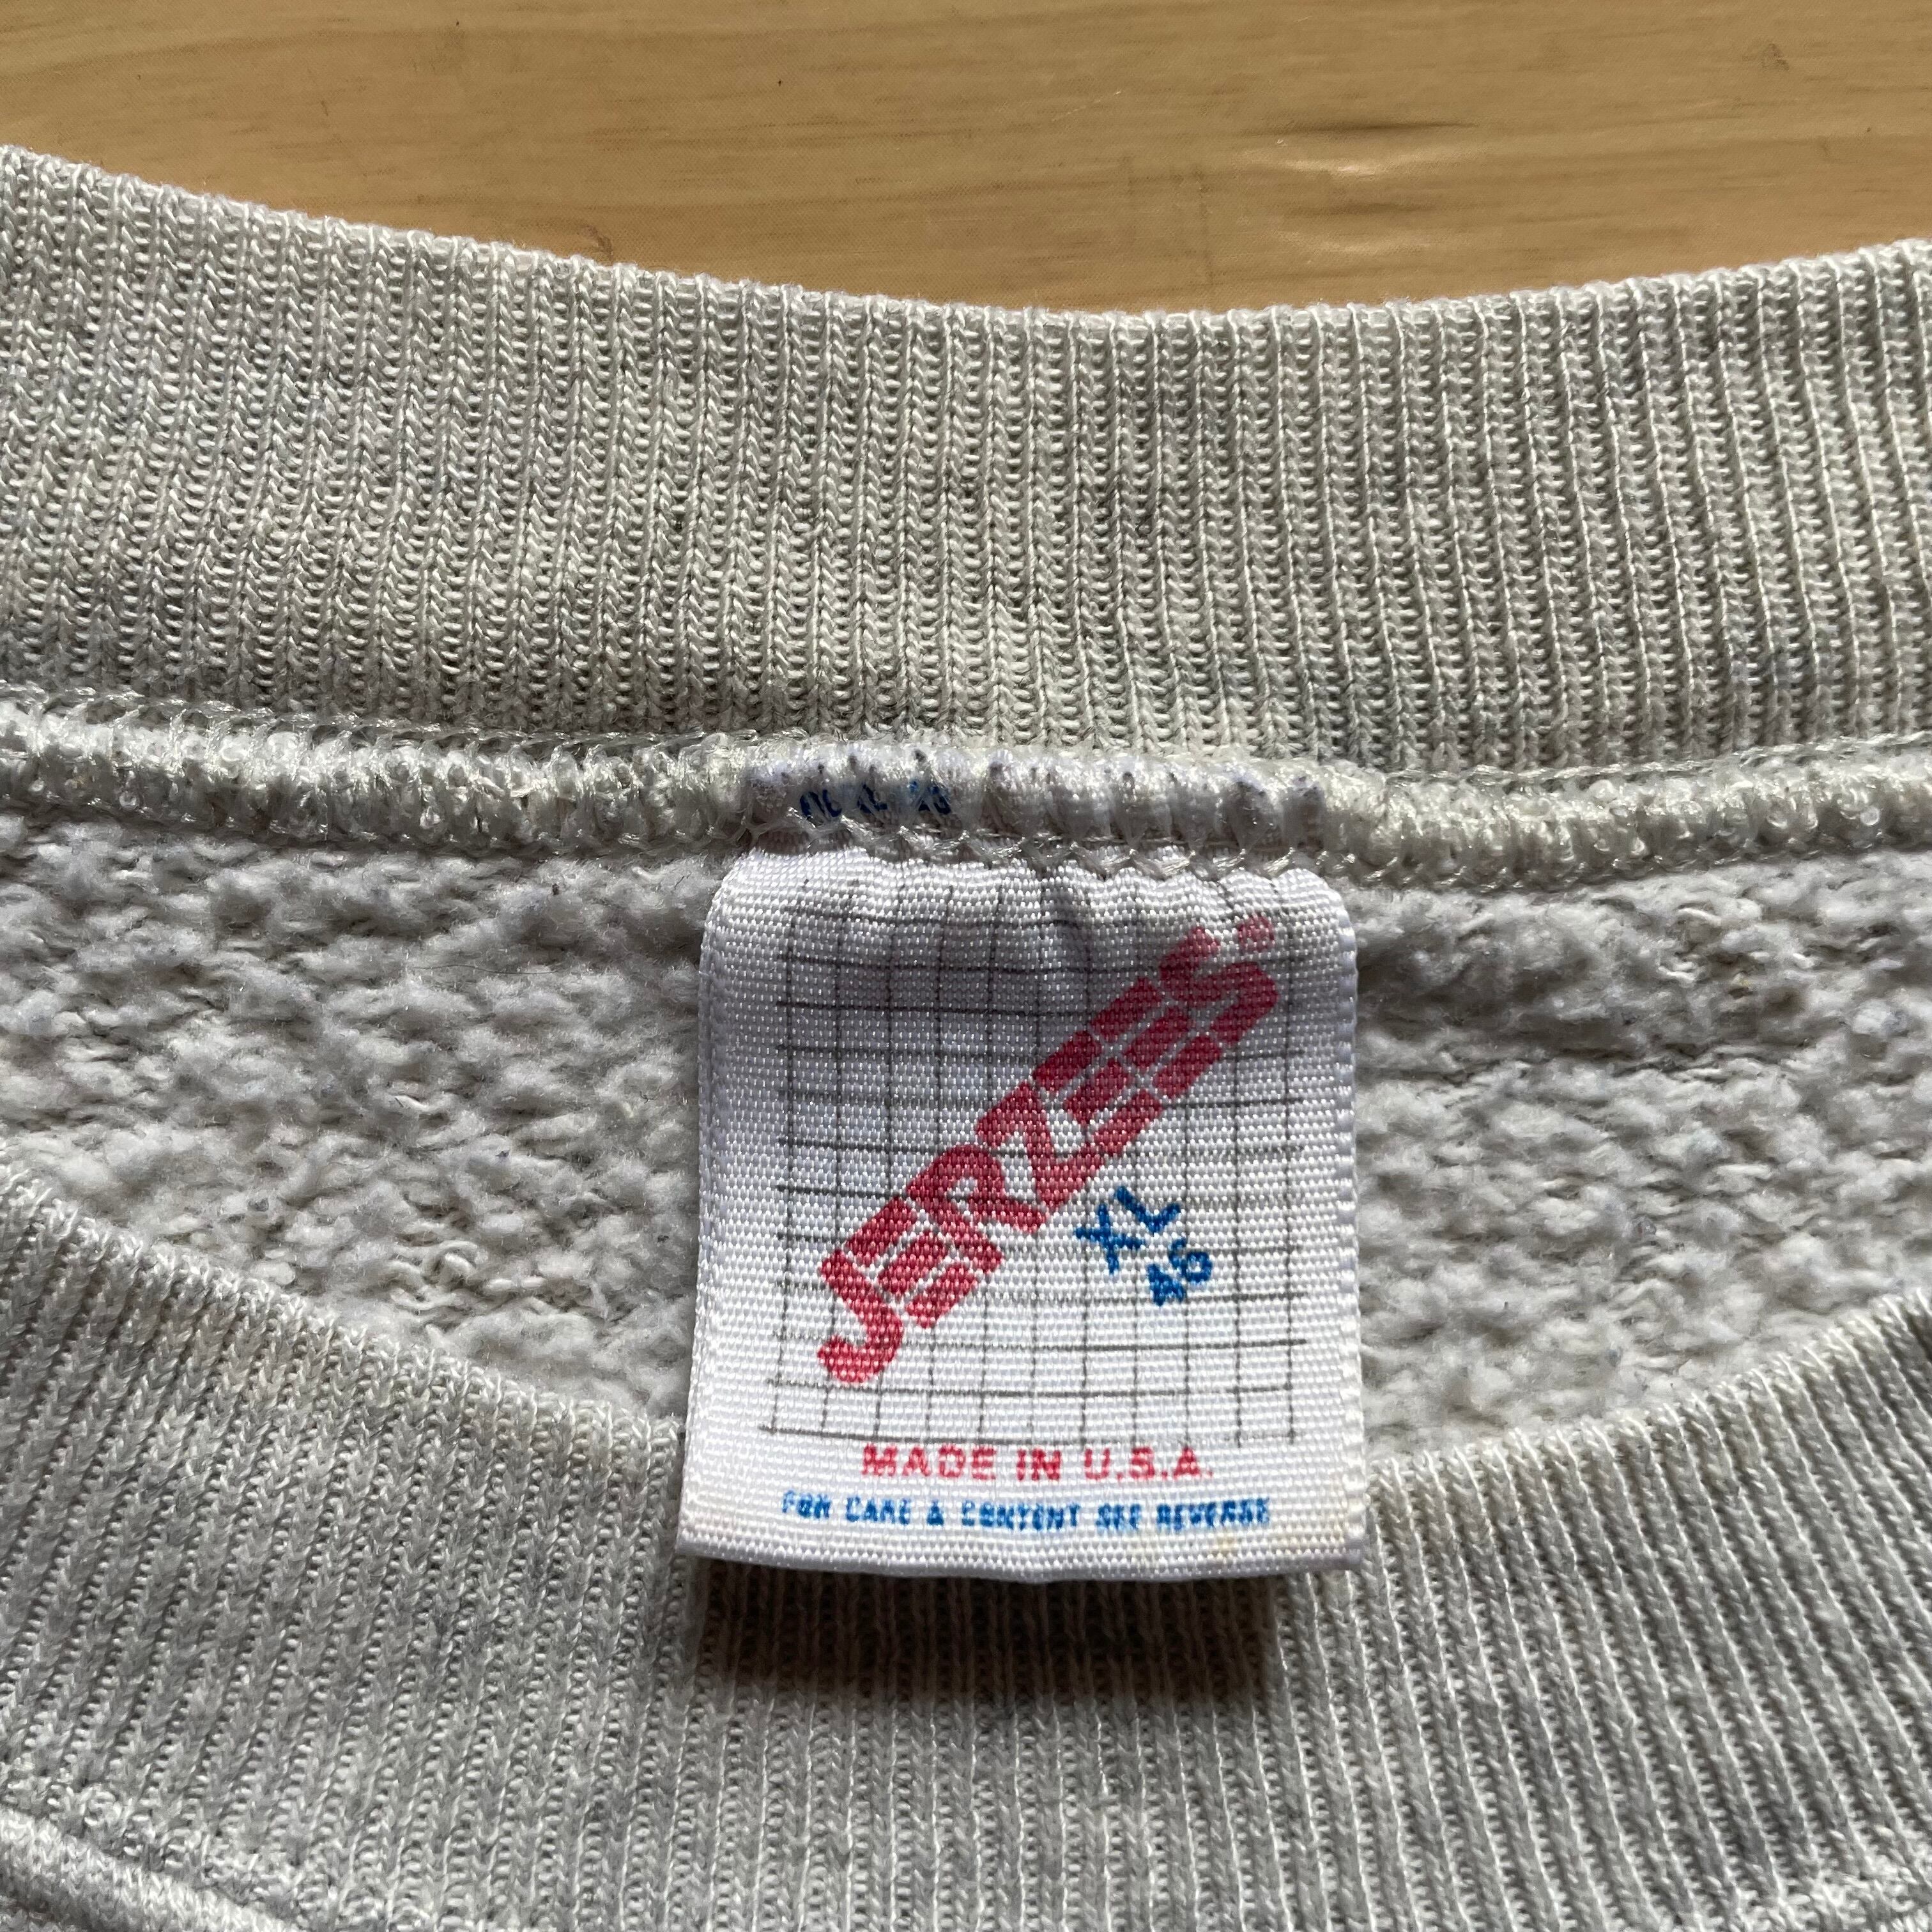 JERZEES
XL
46
MADE IN U.S.A.
FOR CARE & CONTENT SEE REVERSE